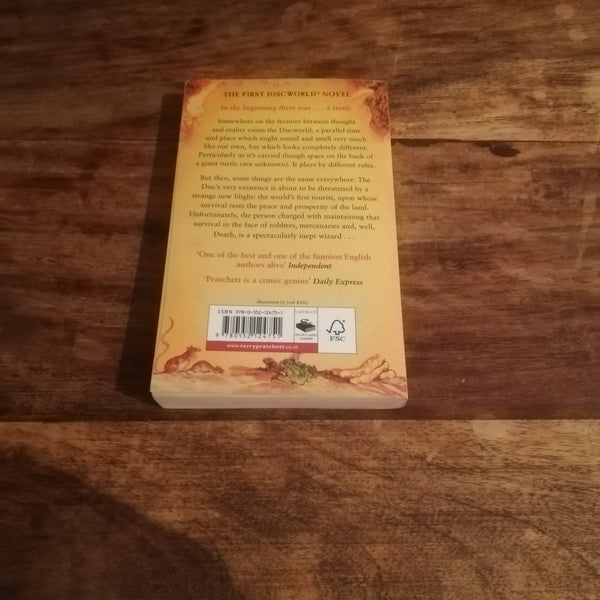 THE FIRST DISCWORLD® NOVEL
In the beginning there was . . . a turtle.
Somewhere on the frontier between thought
and reality exists the Discworld, a parallel time
and place which might sound and smell very much
like our own, but which looks completely different.
Particularly as it's carried though space on the back of
a giant turtle (sex unknown). It plays by different rules.
But then, some things are the same everywhere. The
Disc's very existence is about to be threatened by a
strange new blight: the world's first tourist, upon whose
survival rests the peace and prosperity of the land.
Unfortunately, the person charged with maintaining that
survival in the face of robbers, mercenaries and, well,
Death, is a spectacularly inept wizard . . .
'One of the best and one of the funniest English
authors alive' Independent
'Pratchett is a comic genius' Daily Express
Illustration by Josh Kirby
ISBN 978-0-552-12475-1
9 780552 124751
FSC
www.terrypratchett.co.uk